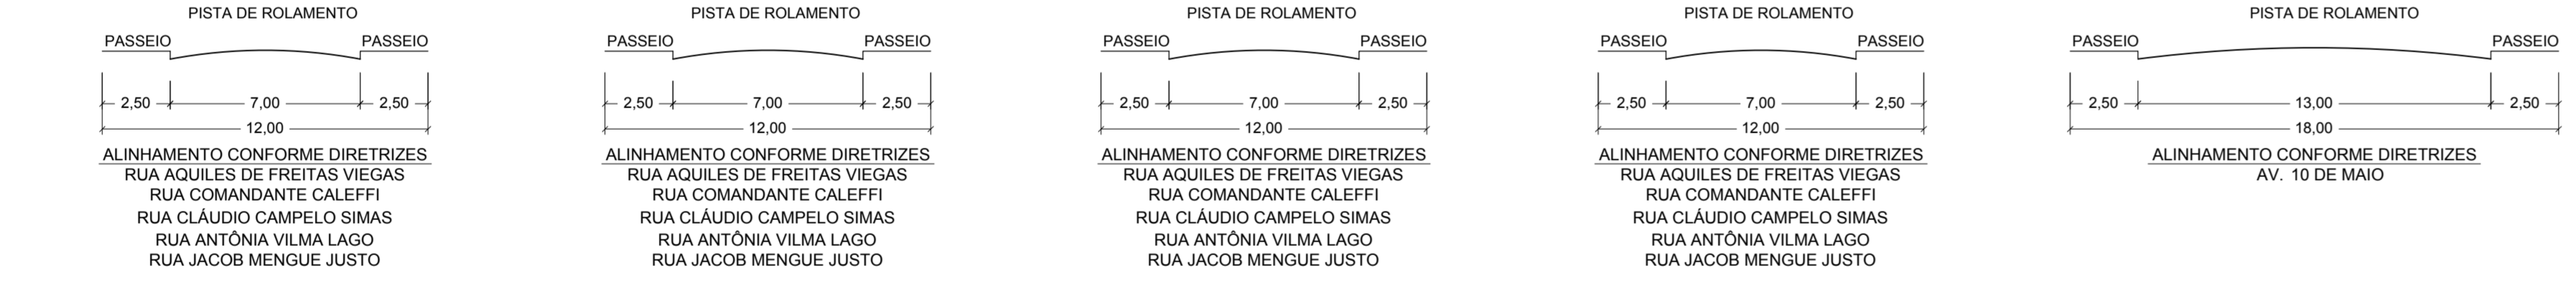 PISTA DE ROLAMENTO
PASSEIO PASSEIO
2,50 7,00 2,50
12,00
ALINHAMENTO CONFORME DIRETRIZES
RUA AQUILES DE FREITAS VIEGAS
RUA COMANDANTE CALEFFI
RUA CLÁUDIO CAMPELO SIMAS
RUA ANTÔNIA VILMA LAGO
RUA JACOB MENGUE JUSTO
PISTA DE ROLAMENTO
PASSEIO PASSEIO
2,50 7,00 2,50
12,00
ALINHAMENTO CONFORME DIRETRIZES
RUA AQUILES DE FREITAS VIEGAS
RUA COMANDANTE CALEFFI
RUA CLÁUDIO CAMPELO SIMAS
RUA ANTÔNIA VILMA LAGO
RUA JACOB MENGUE JUSTO
PISTA DE ROLAMENTO
PASSEIO PASSEIO
2,50 7,00 2,50
12,00
ALINHAMENTO CONFORME DIRETRIZES
RUA AQUILES DE FREITAS VIEGAS
RUA COMANDANTE CALEFFI
RUA CLÁUDIO CAMPELO SIMAS
RUA ANTÔNIA VILMA LAGO
RUA JACOB MENGUE JUSTO
PISTA DE ROLAMENTO
PASSEIO PASSEIO
2,50 7,00 2,50
12,00
ALINHAMENTO CONFORME DIRETRIZES
RUA AQUILES DE FREITAS VIEGAS
RUA COMANDANTE CALEFFI
RUA CLÁUDIO CAMPELO SIMAS
RUA ANTÔNIA VILMA LAGO
RUA JACOB MENGUE JUSTO
PISTA DE ROLAMENTO
PASSEIO PASSEIO
2,50 13,00 2,50
18,00
ALINHAMENTO CONFORME DIRETRIZES
AV. 10 DE MAIO